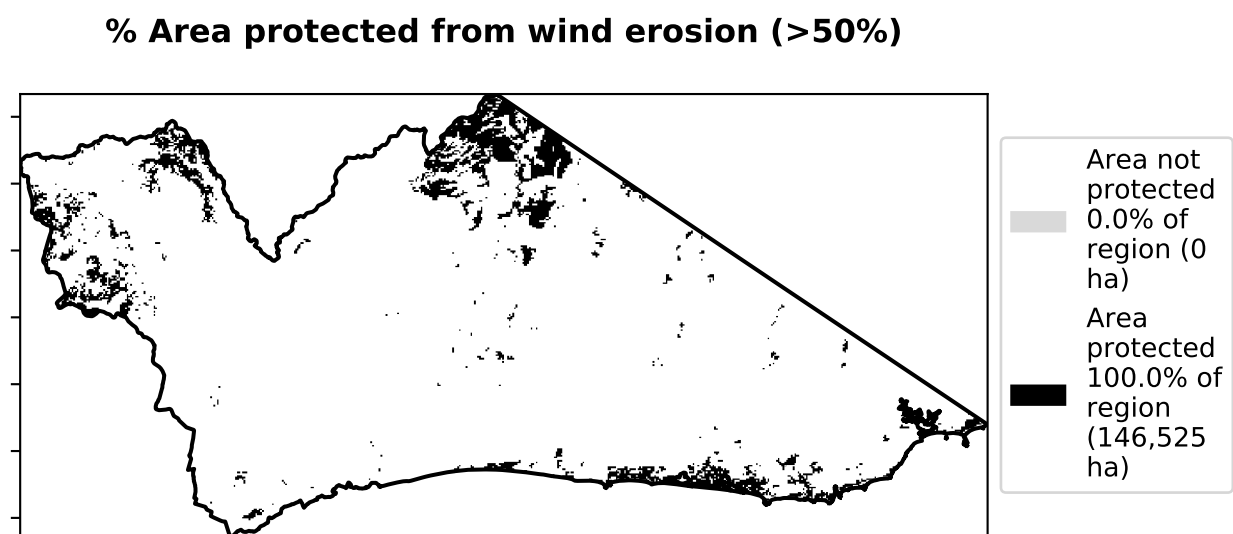 % Area protected from wind erosion (>50%)
Area not
protected
0.0% of
region (0
ha)
Area
protected
100.0% of
region
(146,525
ha)